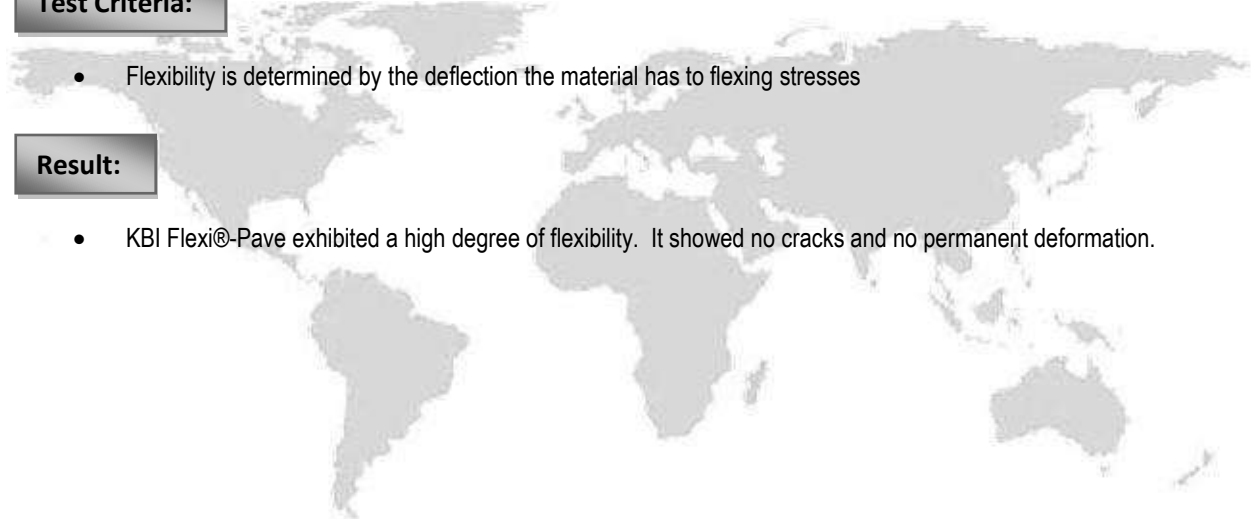 Test Criteria:
• Flexibility is determined by the deflection the material has to flexing stresses
Result:
• KBI Flexi®-Pave exhibited a high degree of flexibility. It showed no cracks and no permanent deformation.